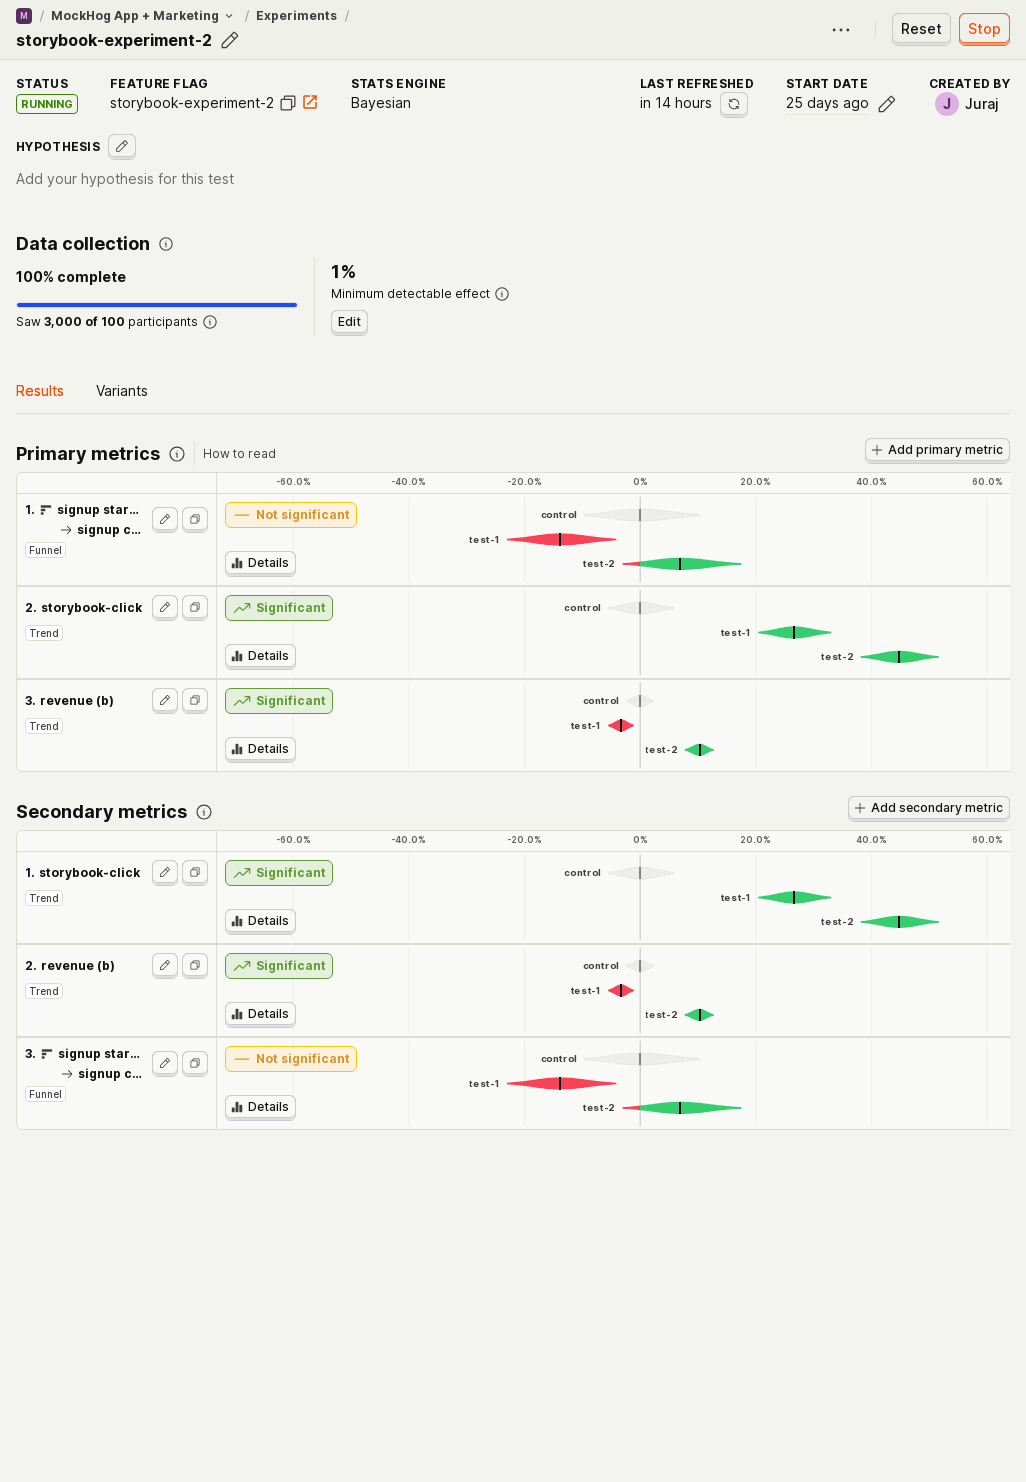 M / MockHog App + Marketing / Experiments /
storybook-experiment-2
Reset
Stop
STATUS
RUNNING
FEATURE FLAG
storybook-experiment-2
STATS ENGINE
Bayesian
LAST REFRESHED
in 14 hours
START DATE
25 days ago
CREATED BY
J Juraj
HYPOTHESIS
Add your hypothesis for this test
Data collection
100% complete
Saw 3,000 of 100 participants
1%
Minimum detectable effect
Edit
Results
Variants
Primary metrics
How to read
Add primary metric
-60.0% -40.0% -20.0% 0% 20.0% 40.0% 60.0%
1. signup star...
→ signup c...
Funnel
Not significant
Details
control
test-1
test-2
2. storybook-click
Trend
Significant
Details
control
test-1
test-2
3. revenue (b)
Trend
Significant
Details
control
test-1
test-2
Secondary metrics
Add secondary metric
-60.0% -40.0% -20.0% 0% 20.0% 40.0% 60.0%
1. storybook-click
Trend
Significant
Details
control
test-1
test-2
2. revenue (b)
Trend
Significant
Details
control
test-1
test-2
3. signup star...
→ signup c...
Funnel
Not significant
Details
control
test-1
test-2